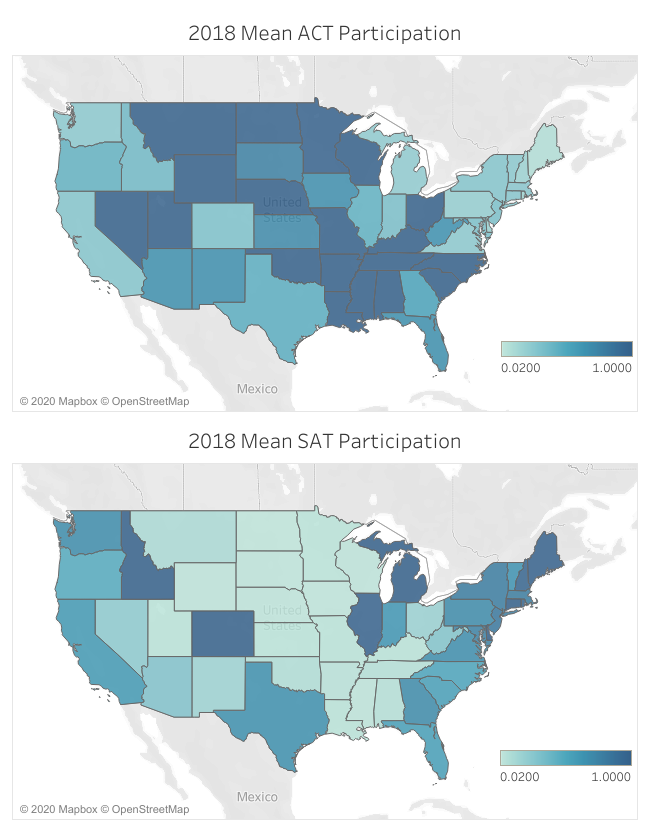 2018 Mean ACT Participation
United
States
0.0200 1.0000
Mexico
© 2020 Mapbox © OpenStreetMap
2018 Mean SAT Participation
United
States
0.0200 1.0000
Mexico
© 2020 Mapbox © OpenStreetMap